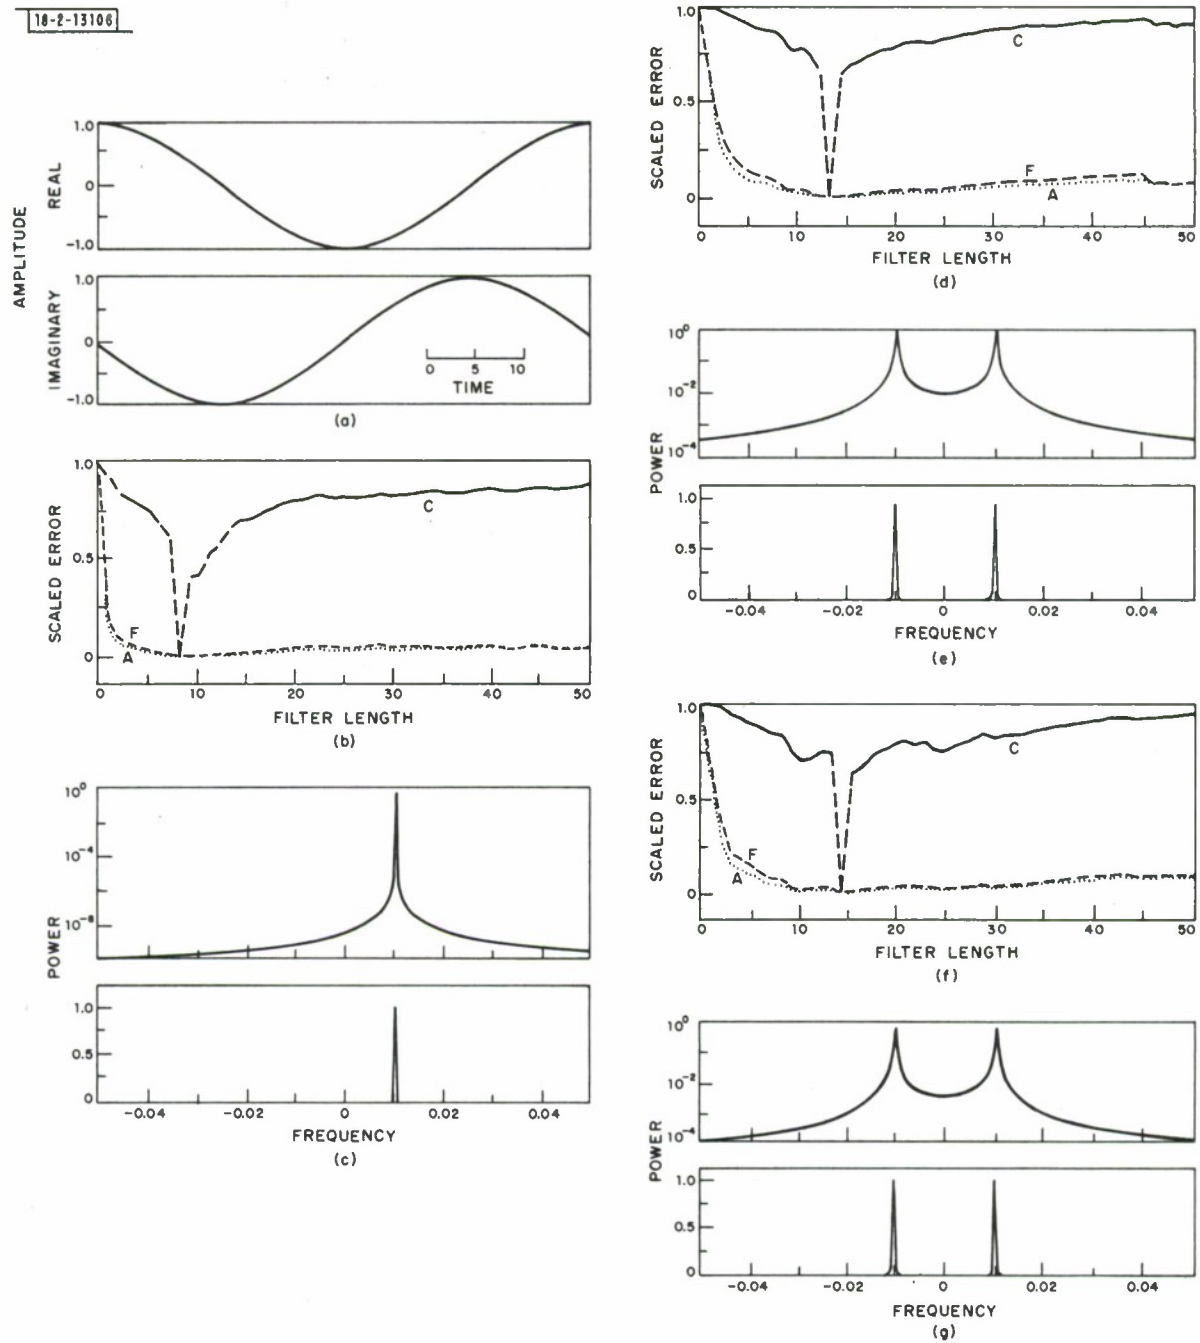 18-2-13106
AMPLITUDE
REAL
1.0
0
-1.0
IMAGINARY
1.0
0
-1.0
0 5 10
TIME
(a)
SCALED ERROR
1.0
0.5
0
C
F
A
0 10 20 30 40 50
FILTER LENGTH
(b)
POWER
10⁰
10⁻⁴
10⁻⁸
1.0
0.5
0
-0.04 -0.02 0 0.02 0.04
FREQUENCY
(c)
SCALED ERROR
1.0
0.5
0
C
F
A
0 10 20 30 40 50
FILTER LENGTH
(d)
POWER
10⁰
10⁻²
10⁻⁴
1.0
0.5
0
-0.04 -0.02 0 0.02 0.04
FREQUENCY
(e)
SCALED ERROR
1.0
0.5
0
C
F
A
0 10 20 30 40 50
FILTER LENGTH
(f)
POWER
10⁰
10⁻²
10⁻⁴
1.0
0.5
0
-0.04 -0.02 0 0.02 0.04
FREQUENCY
(g)